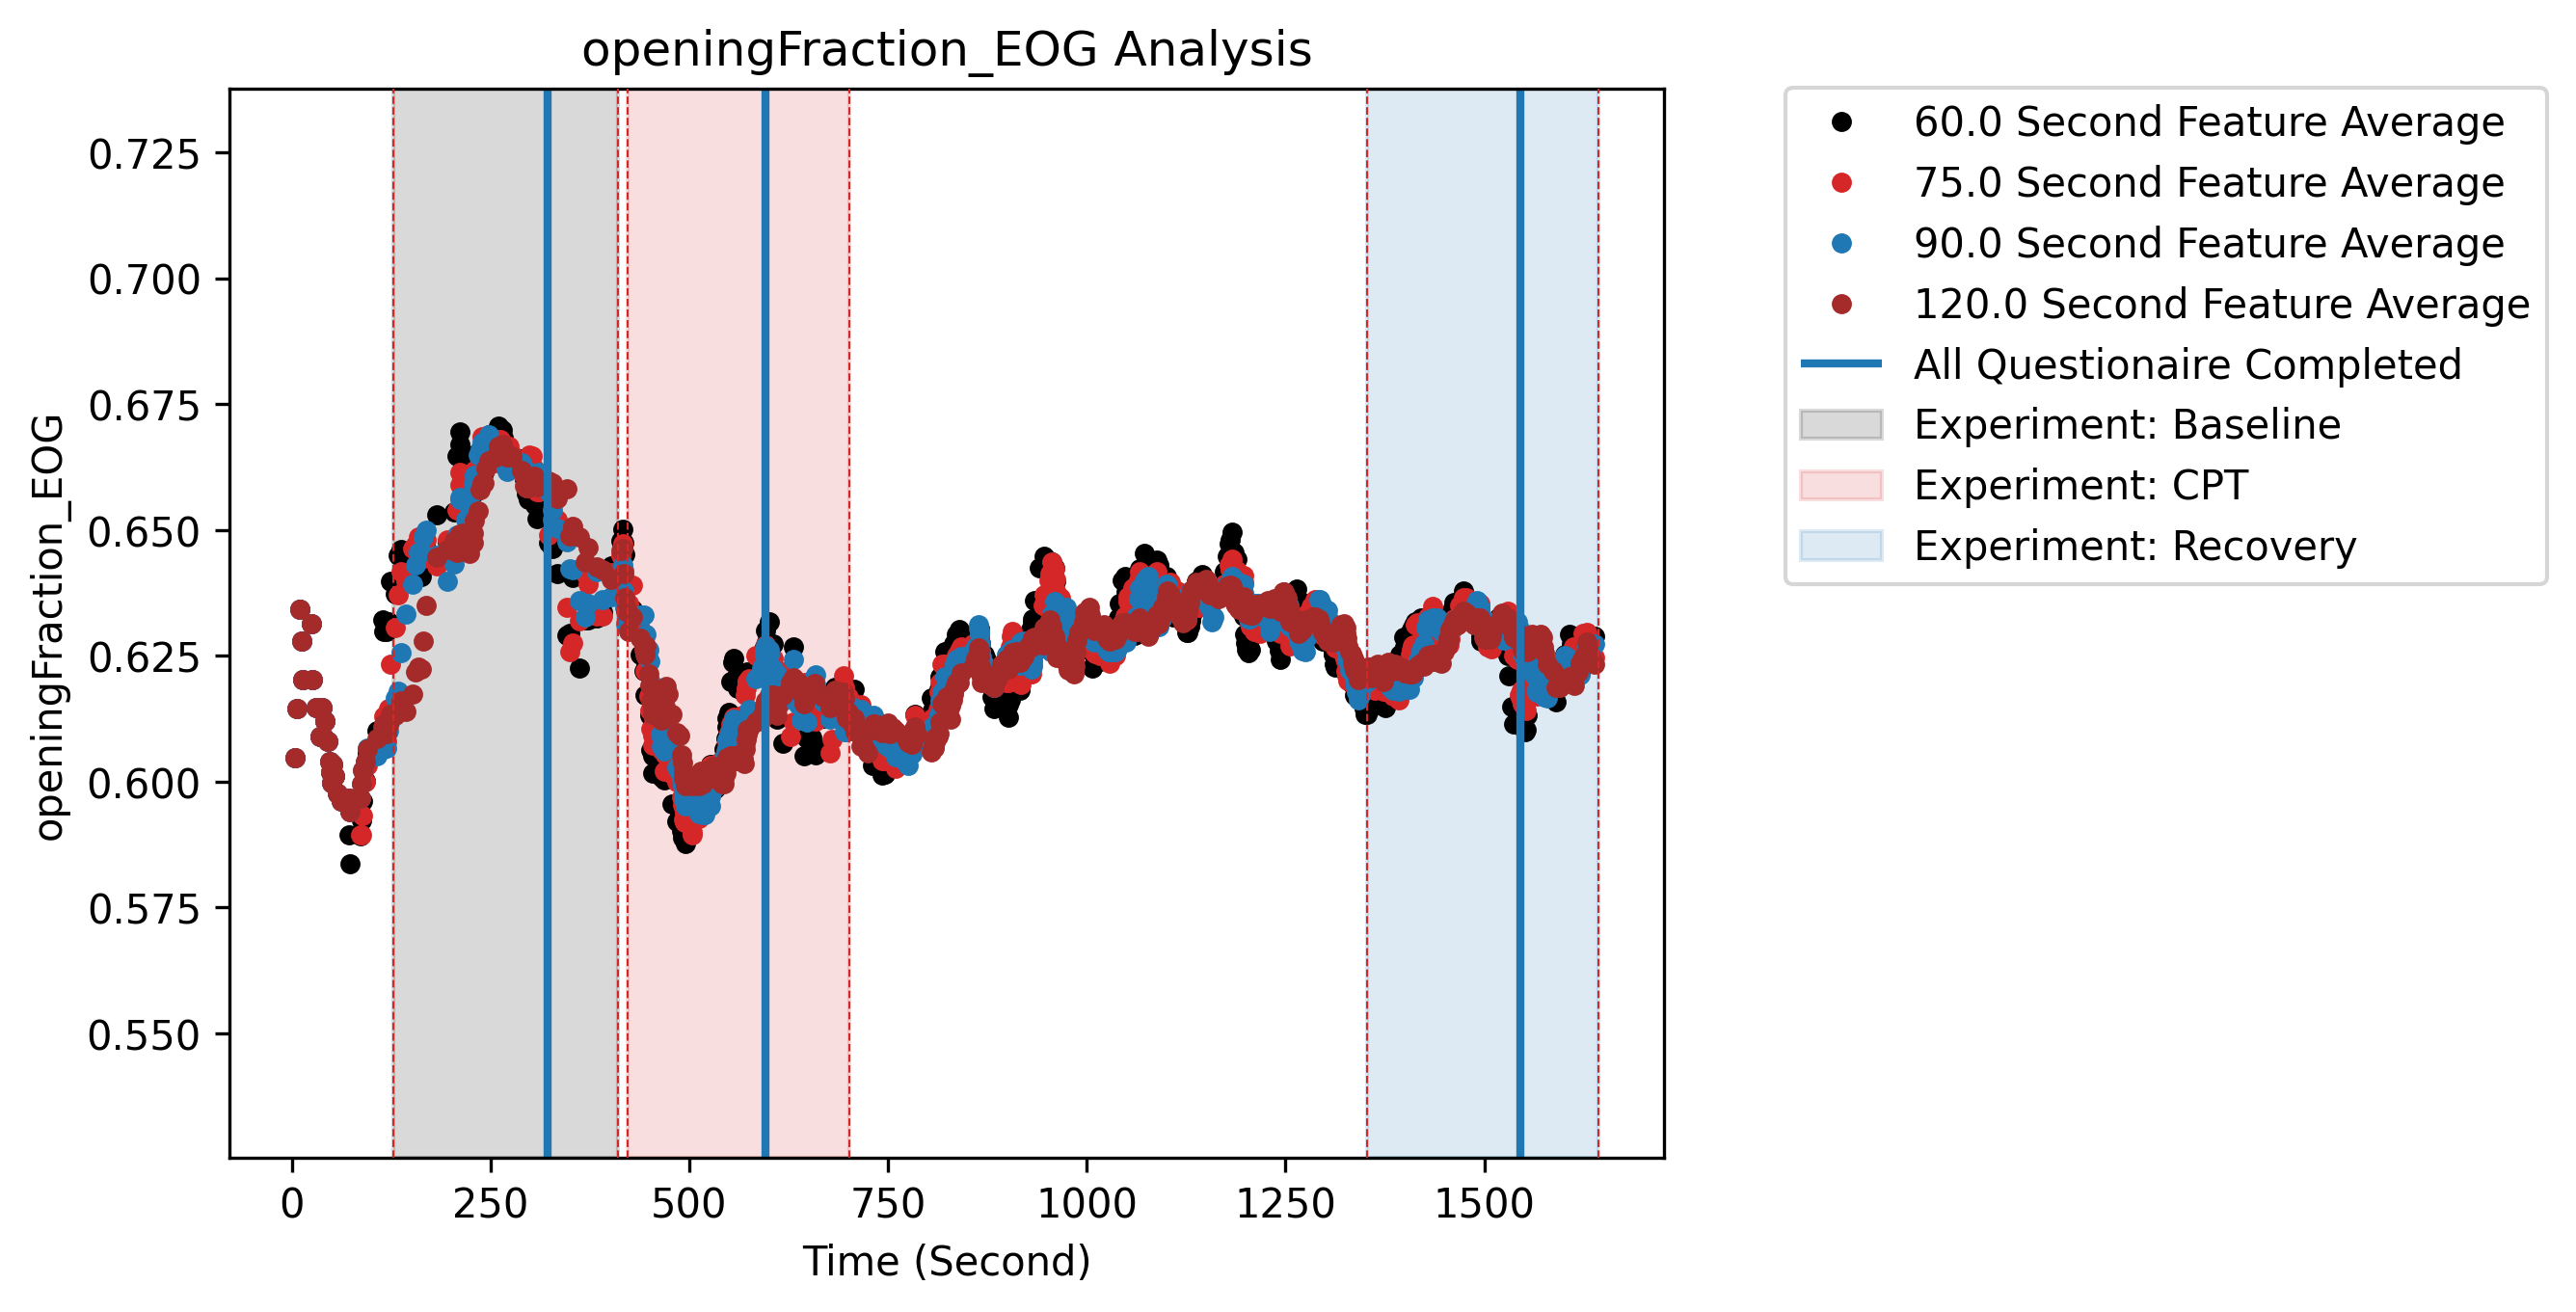 openingFraction_EOG Analysis
openingFraction_EOG
0.725
0.700
0.675
0.650
0.625
0.600
0.575
0.550
0
250
500
750
1000
1250
1500
Time (Second)
60.0 Second Feature Average
75.0 Second Feature Average
90.0 Second Feature Average
120.0 Second Feature Average
All Questionaire Completed
Experiment: Baseline
Experiment: CPT
Experiment: Recovery